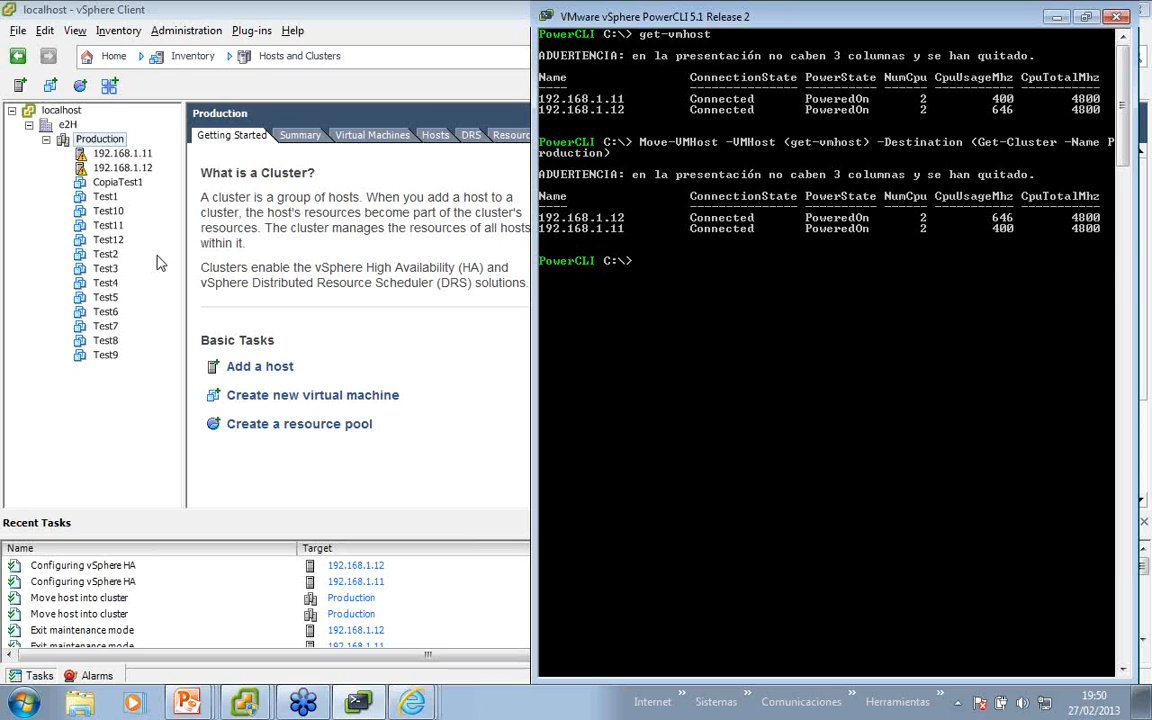 localhost - vSphere Client
File Edit View Inventory Administration Plug-ins Help
Home Inventory Hosts and Clusters
localhost
e2H
Production
192.168.1.11
192.168.1.12
CopiaTest1
Test1
Test10
Test11
Test12
Test2
Test3
Test4
Test5
Test6
Test7
Test8
Test9
Production
Getting Started Summary Virtual Machines Hosts DRS Resourc
What is a Cluster?
A cluster is a group of hosts. When you add a host to a
cluster, the host's resources become part of the cluster's
resources. The cluster manages the resources of all hosts
within it.
Clusters enable the vSphere High Availability (HA) and
vSphere Distributed Resource Scheduler (DRS) solutions.
Basic Tasks
Add a host
Create new virtual machine
Create a resource pool
Recent Tasks
Name Target
Configuring vSphere HA 192.168.1.12
Configuring vSphere HA 192.168.1.11
Move host into cluster Production
Move host into cluster Production
Exit maintenance mode 192.168.1.12
Exit maintenance mode 192.168.1.11
Tasks Alarms
VMware vSphere PowerCLI 5.1 Release 2
PowerCLI C:\> get-vmhost
ADVERTENCIA: en la presentación no caben 3 columnas y se han quitado.
Name ConnectionState PowerState NumCpu CpuUsageMhz CpuTotalMhz
---- --------------- ---------- ------ ----------- -----------
192.168.1.11 Connected PoweredOn 2 400 4800
192.168.1.12 Connected PoweredOn 2 646 4800
PowerCLI C:\> Move-VMHost -VMHost (get-vmhost) -Destination (Get-Cluster -Name P
roduction)
ADVERTENCIA: en la presentación no caben 3 columnas y se han quitado.
Name ConnectionState PowerState NumCpu CpuUsageMhz CpuTotalMhz
---- --------------- ---------- ------ ----------- -----------
192.168.1.12 Connected PoweredOn 2 646 4800
192.168.1.11 Connected PoweredOn 2 400 4800
PowerCLI C:\>
Internet Sistemas Comunicaciones Herramientas
19:50
27/02/2013